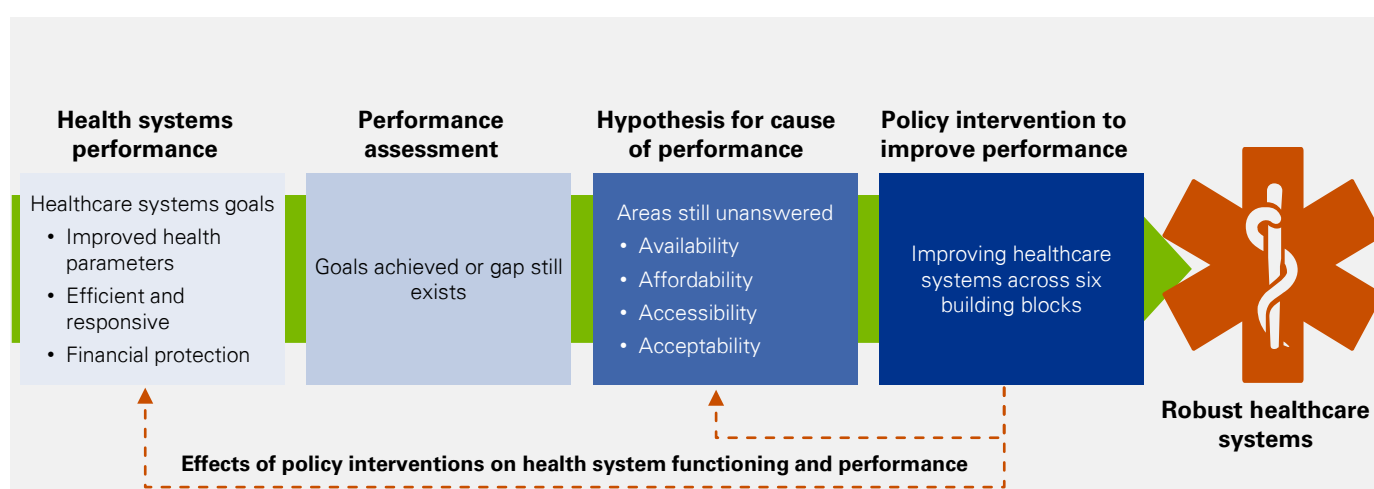 Health systems
performance
Healthcare systems goals
• Improved health
parameters
• Efficient and
responsive
• Financial protection
Performance
assessment
Goals achieved or gap still
exists
Hypothesis for cause
of performance
Areas still unanswered
• Availability
• Affordability
• Accessibility
• Acceptability
Policy intervention to
improve performance
Improving healthcare
systems across six
building blocks
Robust healthcare
systems
Effects of policy interventions on health system functioning and performance